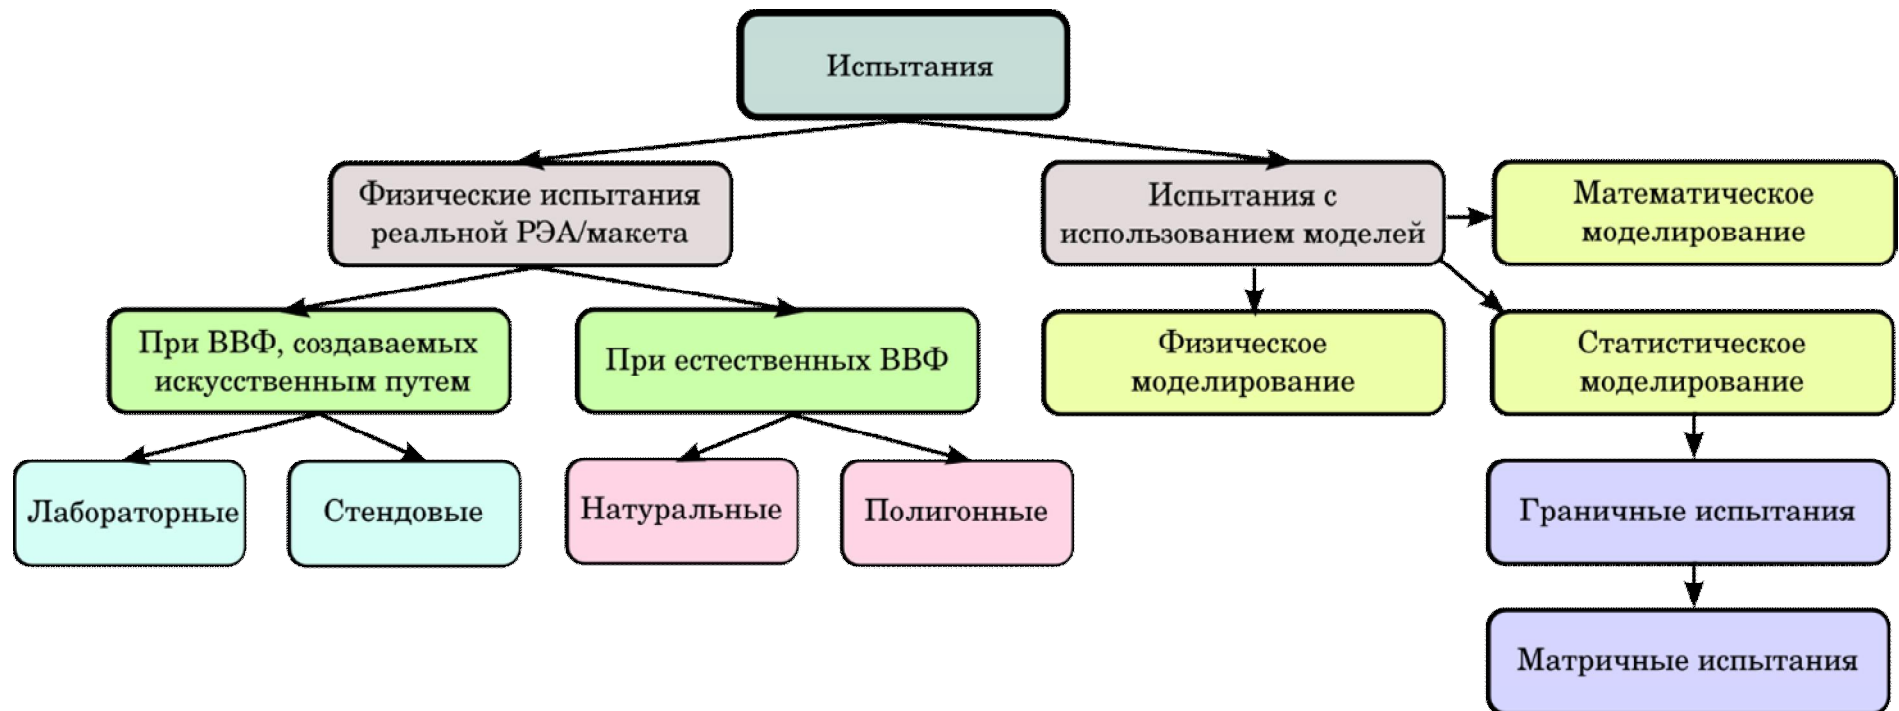 Испытания
Физические испытания
реальной РЭА/макета
Испытания с
использованием моделей
Математическое
моделирование
При ВВФ, создаваемых
искусственным путем
При естественных ВВФ
Физическое
моделирование
Статистическое
моделирование
Лабораторные
Стендовые
Натуральные
Полигонные
Граничные испытания
Матричные испытания